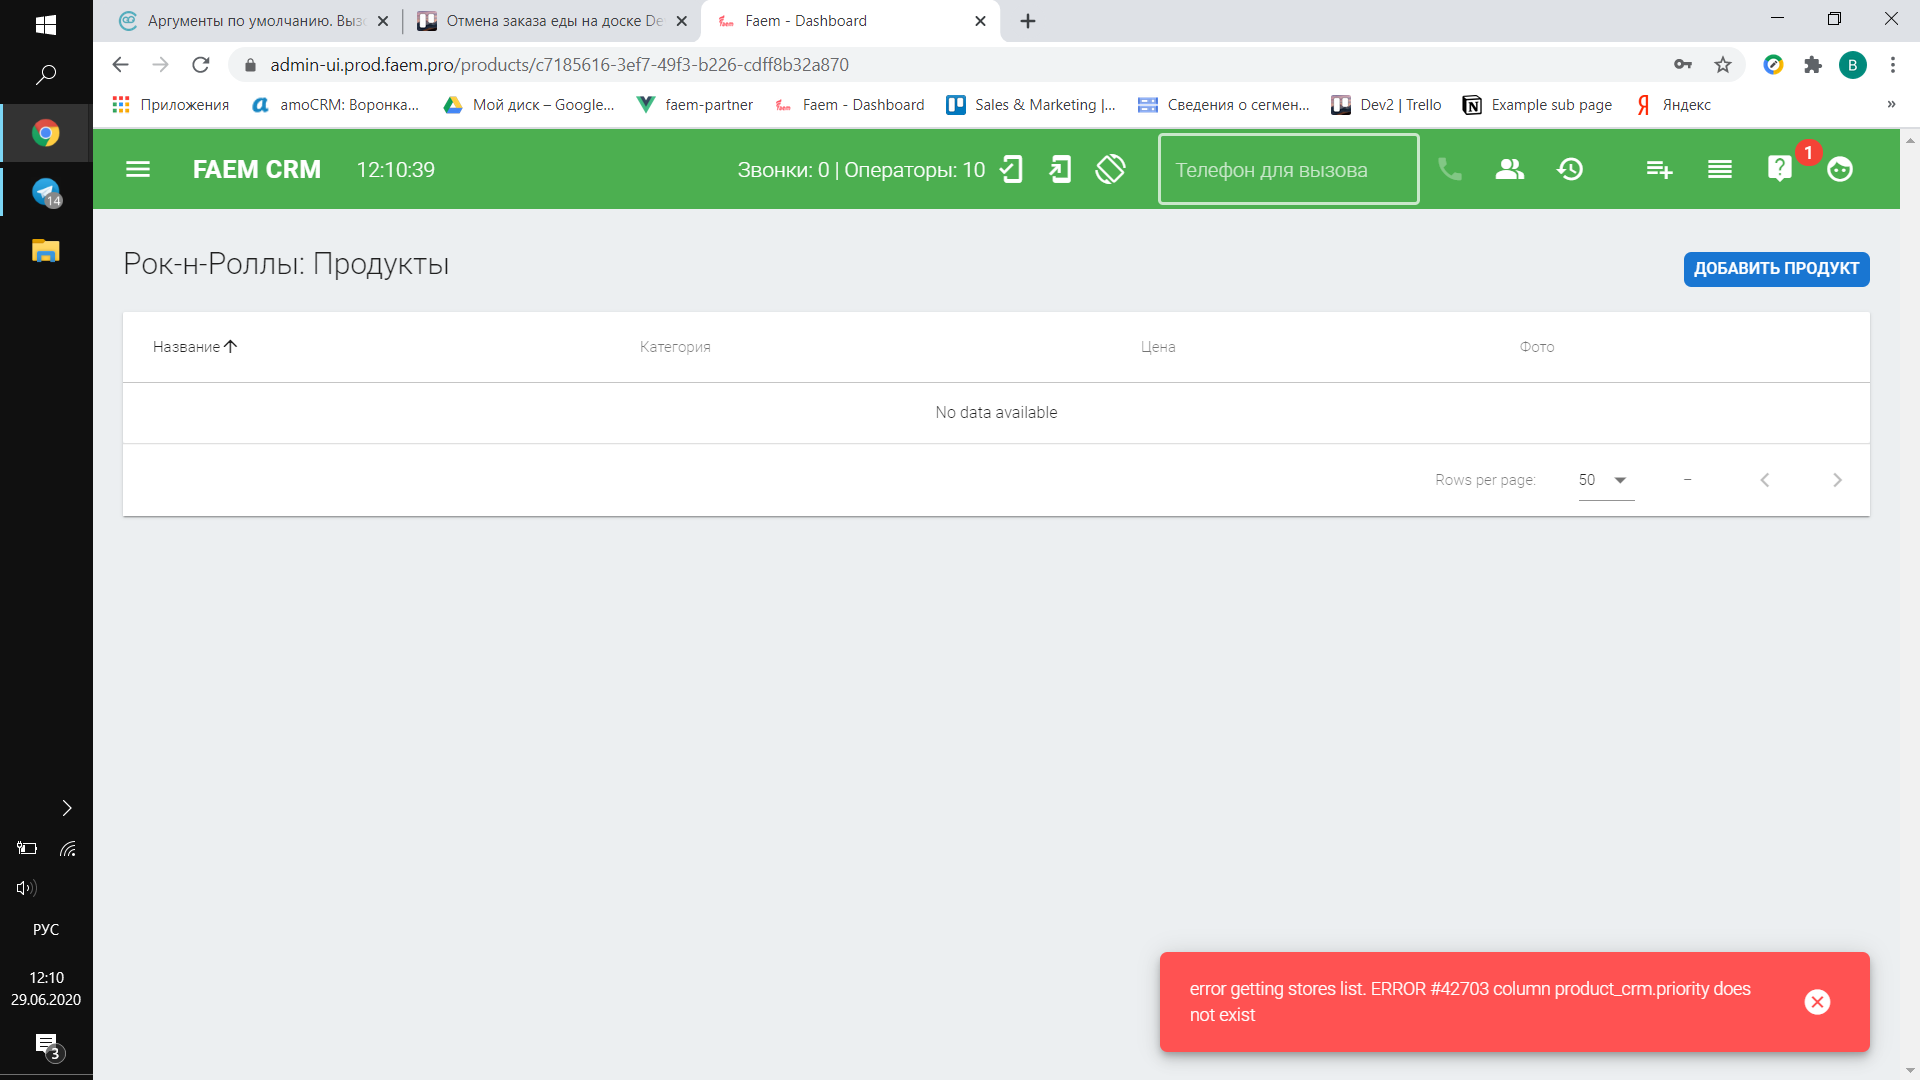 Аргументы по умолчанию. Вызо
Отмена заказа еды на доске De
Faem - Dashboard
admin-ui.prod.faem.pro/products/c7185616-3ef7-49f3-b226-cdff8b32a870
B
Приложения
amoCRM: Воронка...
Мой диск – Google...
faem-partner
Faem - Dashboard
Sales & Marketing |...
Сведения о сегмен...
Dev2 | Trello
Example sub page
Яндекс
»
FAEM CRM
12:10:39
Звонки: 0 | Операторы: 10
Телефон для вызова
1
14
Рок-н-Роллы: Продукты
ДОБАВИТЬ ПРОДУКТ
Название
Категория
Цена
Фото
No data available
Rows per page:
50
–
РУС
12:10
29.06.2020
3
error getting stores list. ERROR #42703 column product_crm.priority does
not exist